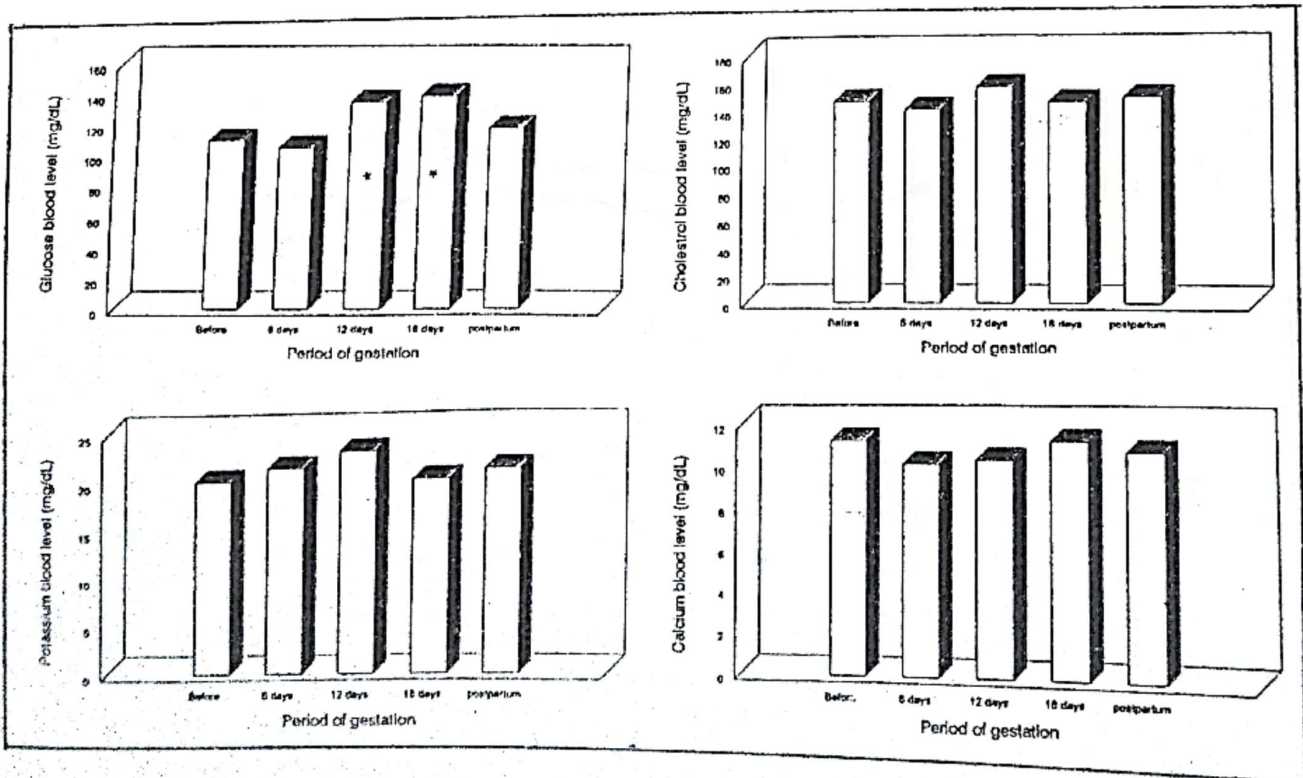 Glucose blood level (mg/dL)
160
140
120
100
80
60
40
20
0
*
*
Before
6 days
12 days
18 days
postpartum
Period of gestation
Cholestrol blood level (mg/dL)
180
160
140
120
100
80
60
40
20
0
Before
6 days
12 days
18 days
postpartum
Period of gestation
Potassium blood level (mg/dL)
25
20
15
10
5
0
Before
6 days
12 days
18 days
postpartum
Period of gestation
Calcium blood level (mg/dL)
12
10
8
6
4
2
0
Before
6 days
12 days
18 days
postpartum
Period of gestation